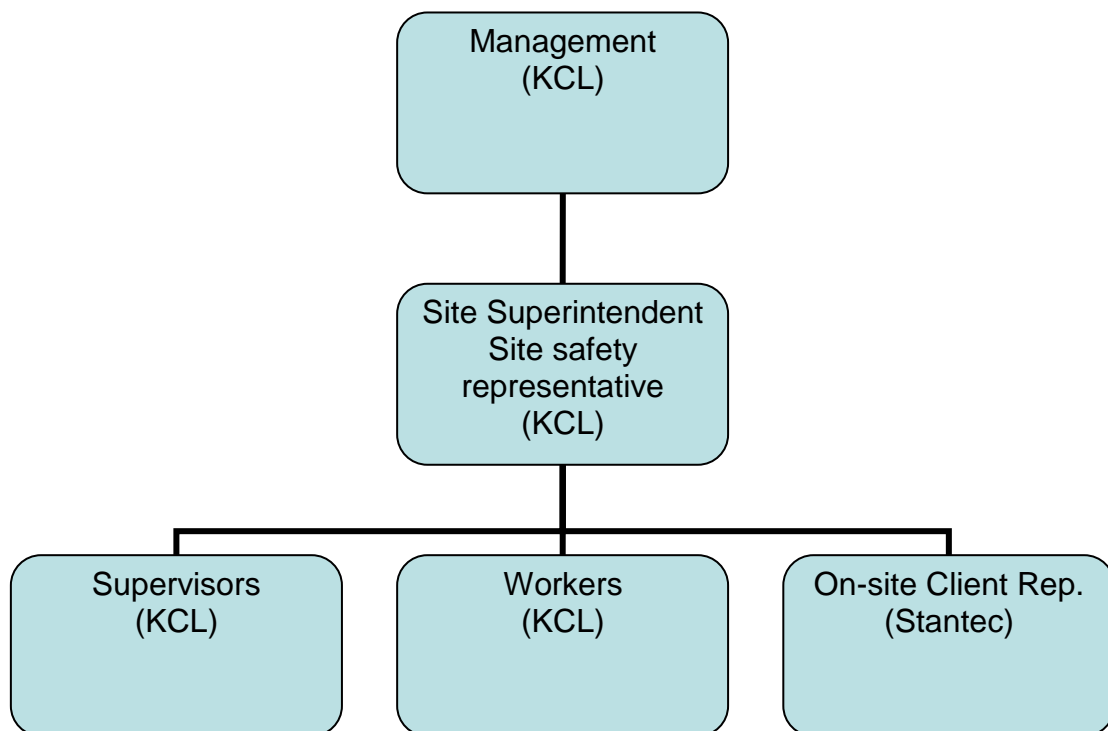 Management
(KCL)
Site Superintendent
Site safety
representative
(KCL)
Supervisors
(KCL)
Workers
(KCL)
On-site Client Rep.
(Stantec)